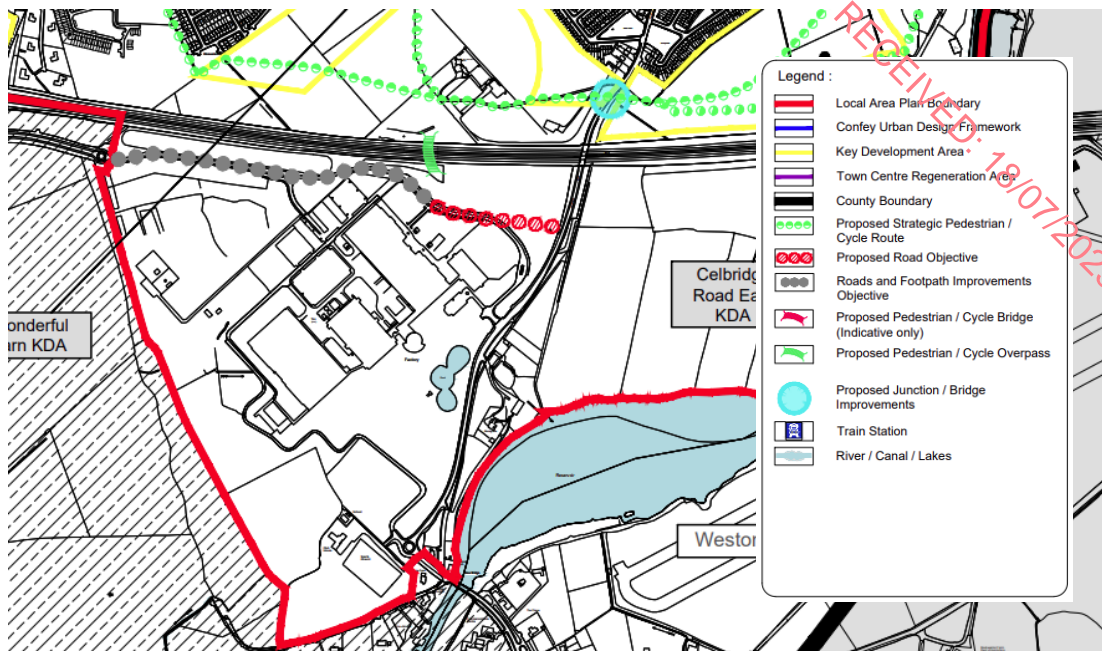 RECEIVED: 18/07/2023
Legend :
Local Area Plan Boundary
Confey Urban Design Framework
Key Development Area
Town Centre Regeneration Area
County Boundary
Proposed Strategic Pedestrian /
Cycle Route
Proposed Road Objective
Roads and Footpath Improvements
Objective
Proposed Pedestrian / Cycle Bridge
(Indicative only)
Proposed Pedestrian / Cycle Overpass
Proposed Junction / Bridge
Improvements
Train Station
River / Canal / Lakes
Celbridg
Road Ea
KDA
onderful
arn KDA
Factory
Reservoir
Weston